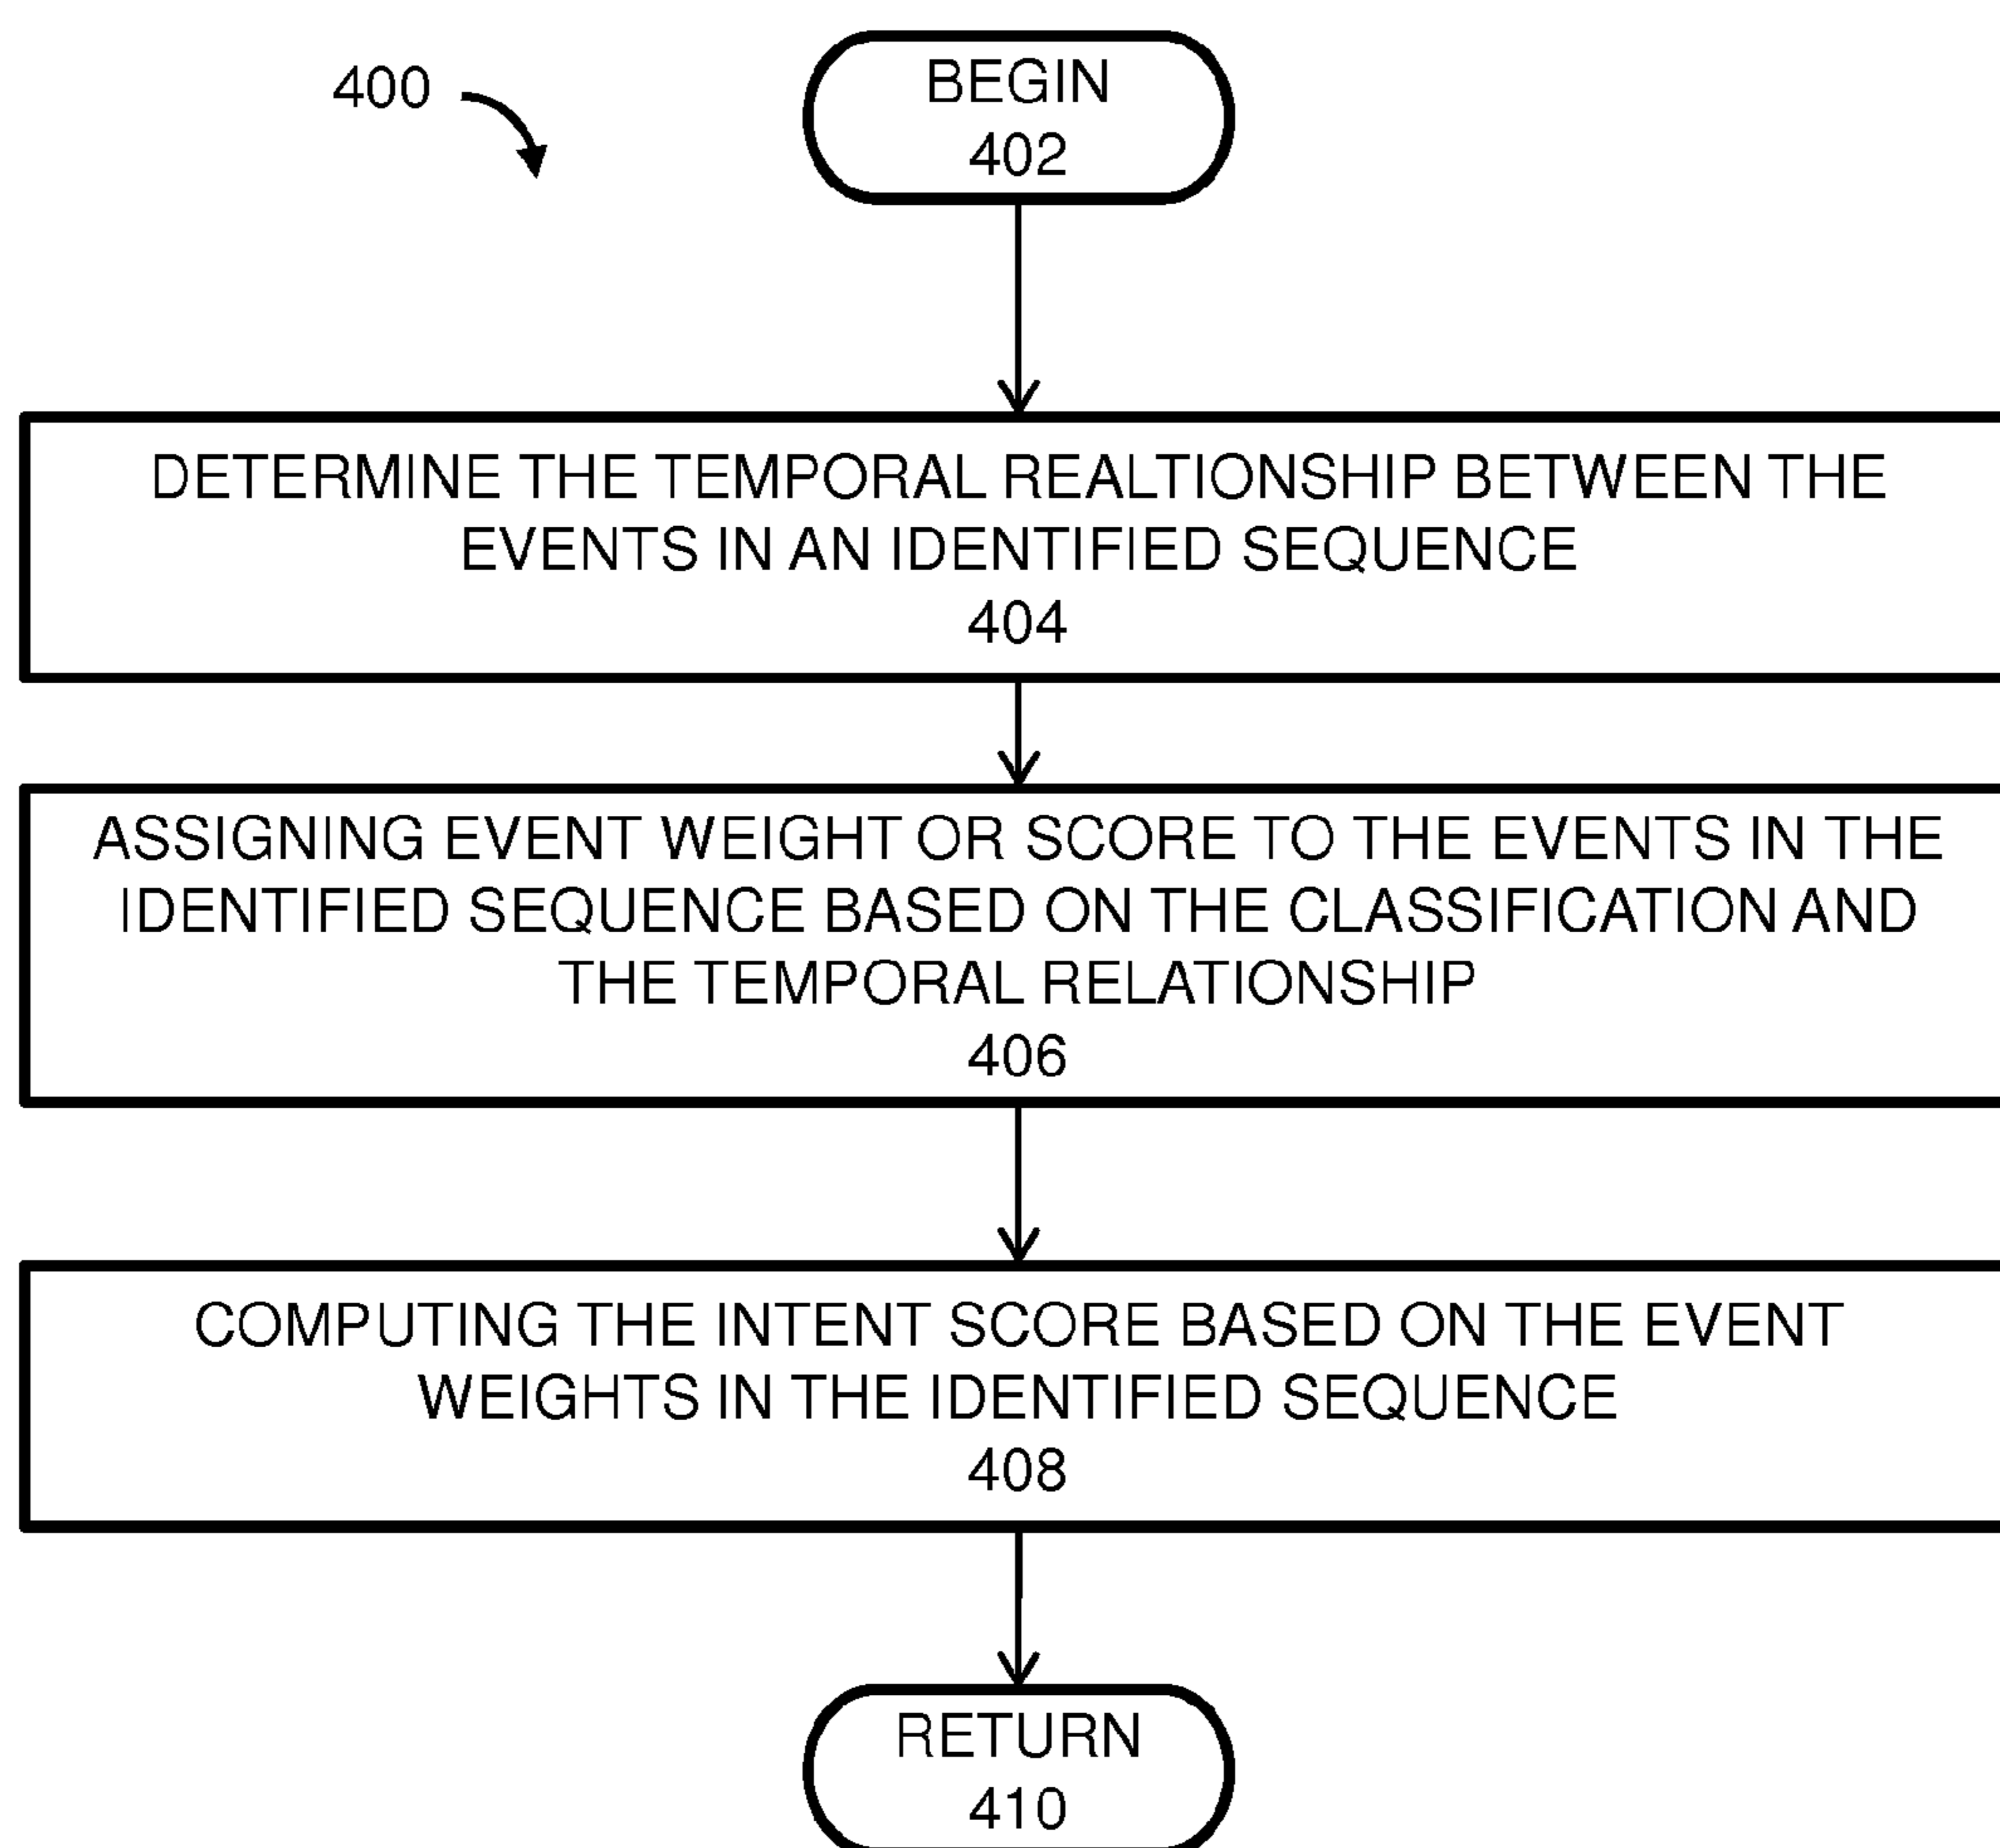 400
BEGIN
402
DETERMINE THE TEMPORAL REALTIONSHIP BETWEEN THE
EVENTS IN AN IDENTIFIED SEQUENCE
404
ASSIGNING EVENT WEIGHT OR SCORE TO THE EVENTS IN THE
IDENTIFIED SEQUENCE BASED ON THE CLASSIFICATION AND
THE TEMPORAL RELATIONSHIP
406
COMPUTING THE INTENT SCORE BASED ON THE EVENT
WEIGHTS IN THE IDENTIFIED SEQUENCE
408
RETURN
410